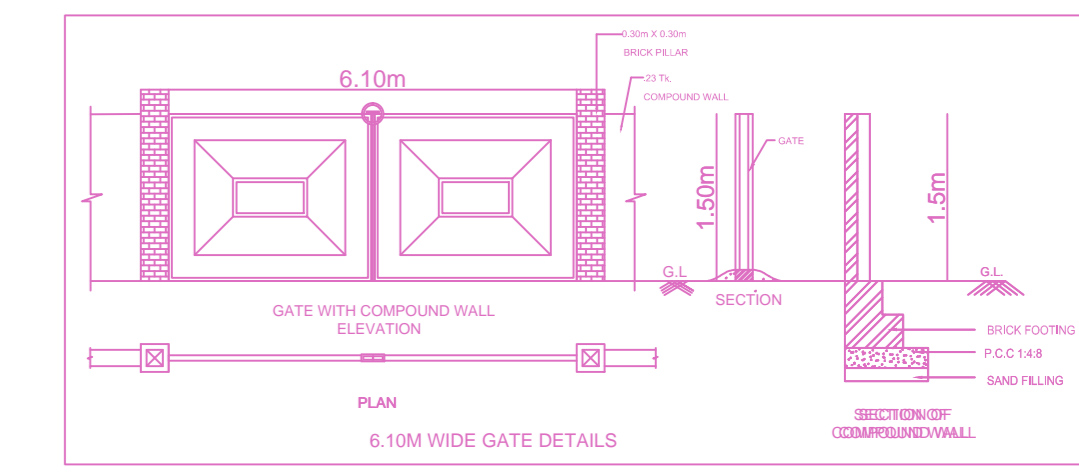 0.30m X 0.30m
BRICK PILLAR
6.10m
.23 Tk.
COMPOUND WALL
GATE
1.50m
1.5m
G.L
G.L.
SECTION
GATE WITH COMPOUND WALL
ELEVATION
BRICK FOOTING
P.C.C 1:4:8
SAND FILLING
PLAN
SECTION OF
COMPOUND WALL
6.10M WIDE GATE DETAILS